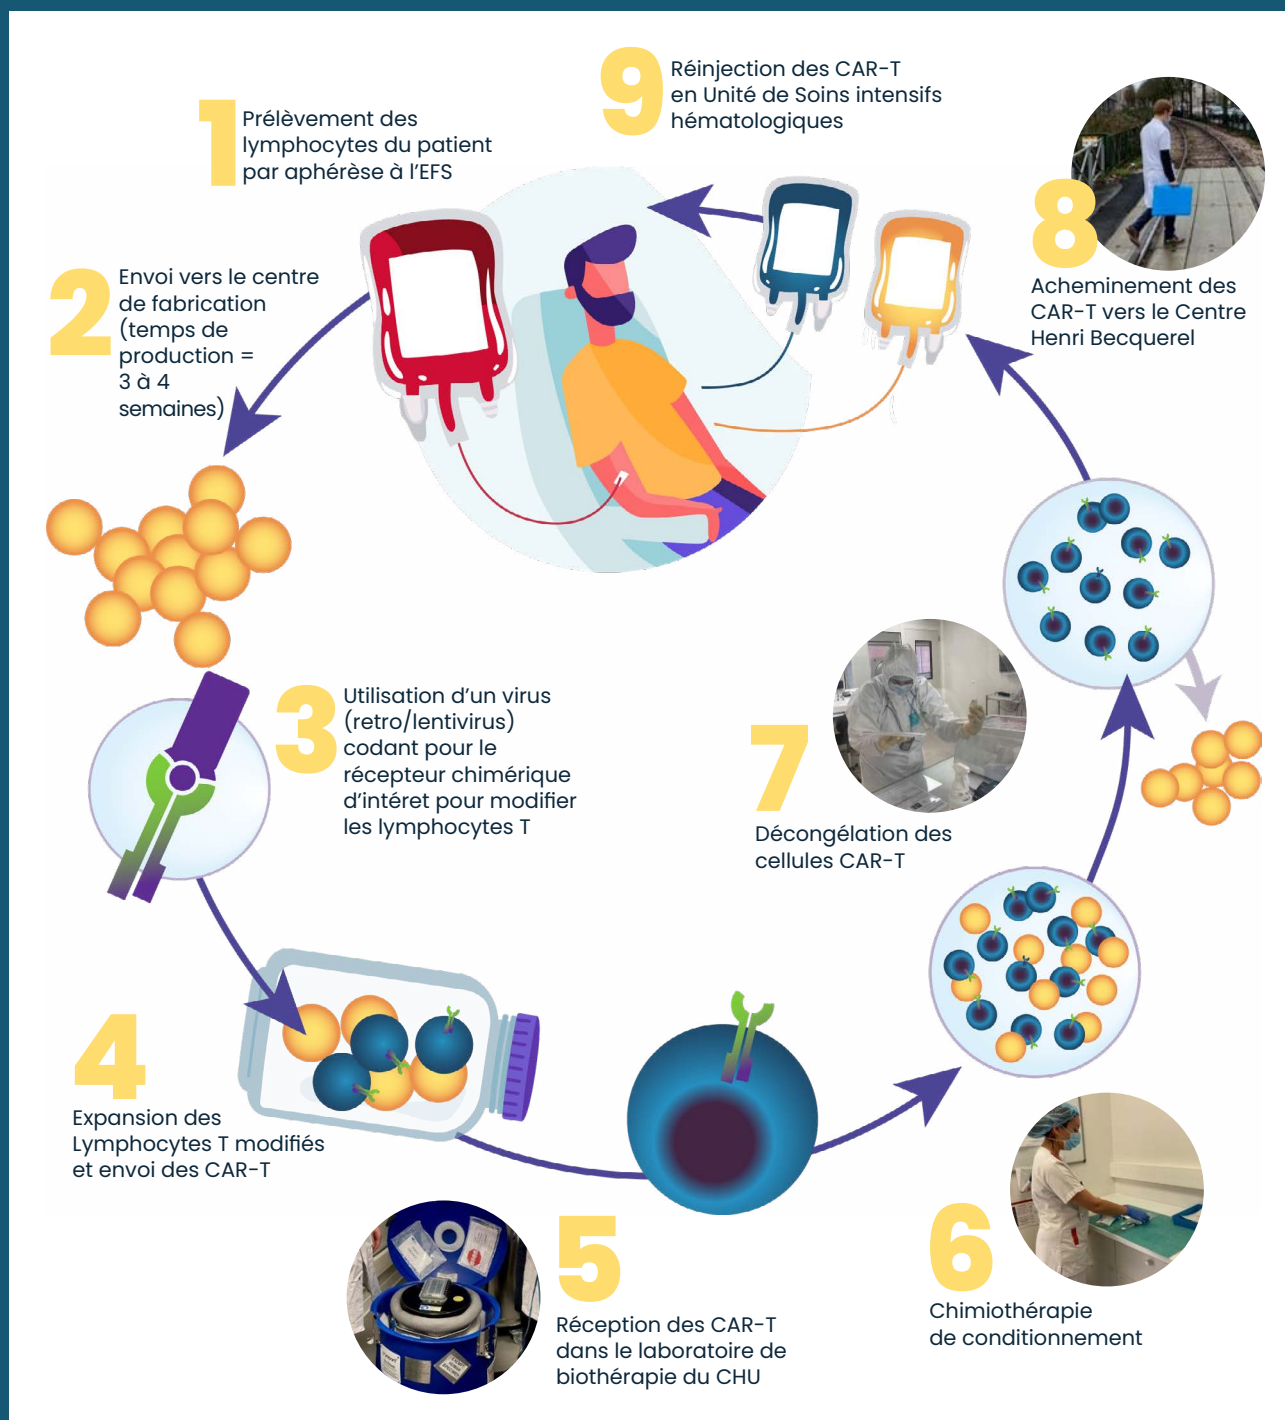 1
Prélèvement des
lymphocytes du patient
par aphérèse à l'EFS
2
Envoi vers le centre
de fabrication
(temps de
production =
3 à 4
semaines)
3
Utilisation d'un virus
(retro/lentivirus)
codant pour le
récepteur chimérique
d'intéret pour modifier
les lymphocytes T
4
Expansion des
Lymphocytes T modifiés
et envoi des CAR-T
5
Réception des CAR-T
dans le laboratoire de
biothérapie du CHU
6
Chimiothérapie
de conditionnement
7
Décongélation des
cellules CAR-T
8
Acheminement des
CAR-T vers le Centre
Henri Becquerel
9
Réinjection des CAR-T
en Unité de Soins intensifs
hématologiques